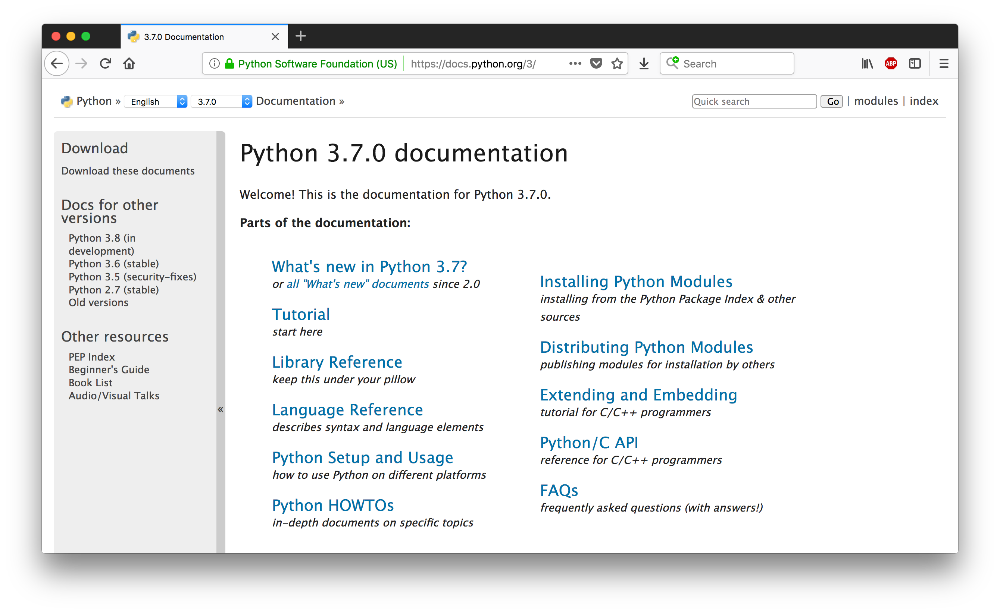 3.7.0 Documentation
Python Software Foundation (US) https://docs.python.org/3/ Search ABP
Python » English 3.7.0 Documentation » Quick search Go | modules | index
Download
Download these documents
Docs for other
versions
Python 3.8 (in
development)
Python 3.6 (stable)
Python 3.5 (security-fixes)
Python 2.7 (stable)
Old versions
Other resources
PEP Index
Beginner's Guide
Book List
Audio/Visual Talks
«
Python 3.7.0 documentation
Welcome! This is the documentation for Python 3.7.0.
Parts of the documentation:
What's new in Python 3.7?
or all "What's new" documents since 2.0
Tutorial
start here
Library Reference
keep this under your pillow
Language Reference
describes syntax and language elements
Python Setup and Usage
how to use Python on different platforms
Python HOWTOs
in-depth documents on specific topics
Installing Python Modules
installing from the Python Package Index & other
sources
Distributing Python Modules
publishing modules for installation by others
Extending and Embedding
tutorial for C/C++ programmers
Python/C API
reference for C/C++ programmers
FAQs
frequently asked questions (with answers!)